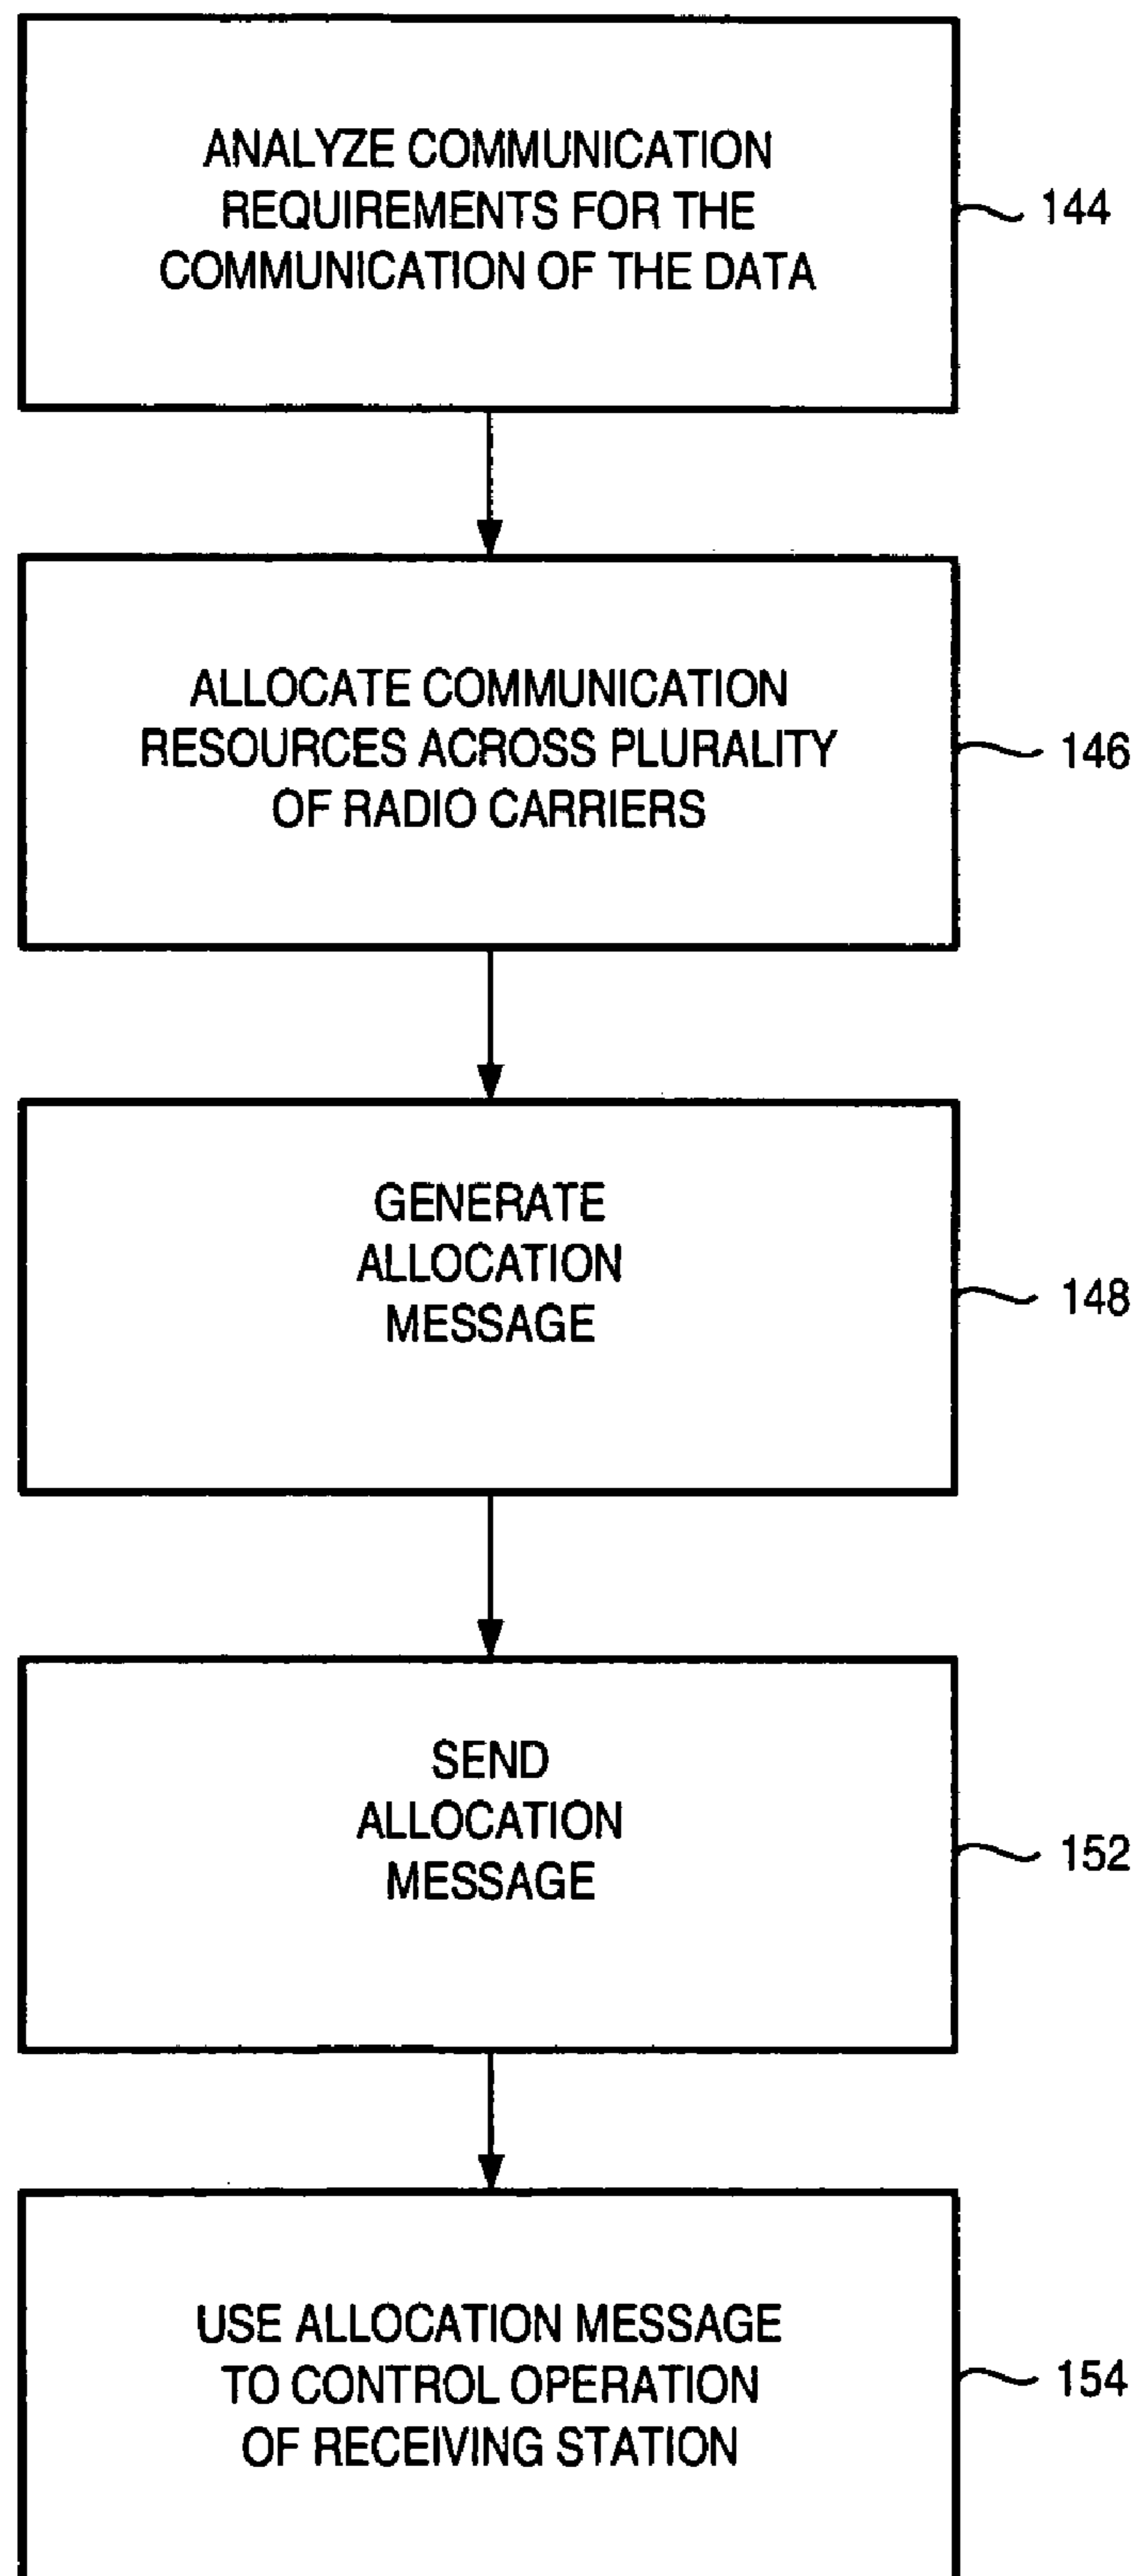 ANALYZE COMMUNICATION
REQUIREMENTS FOR THE
COMMUNICATION OF THE DATA
144
ALLOCATE COMMUNICATION
RESOURCES ACROSS PLURALITY
OF RADIO CARRIERS
146
GENERATE
ALLOCATION
MESSAGE
148
SEND
ALLOCATION
MESSAGE
152
USE ALLOCATION MESSAGE
TO CONTROL OPERATION
OF RECEIVING STATION
154